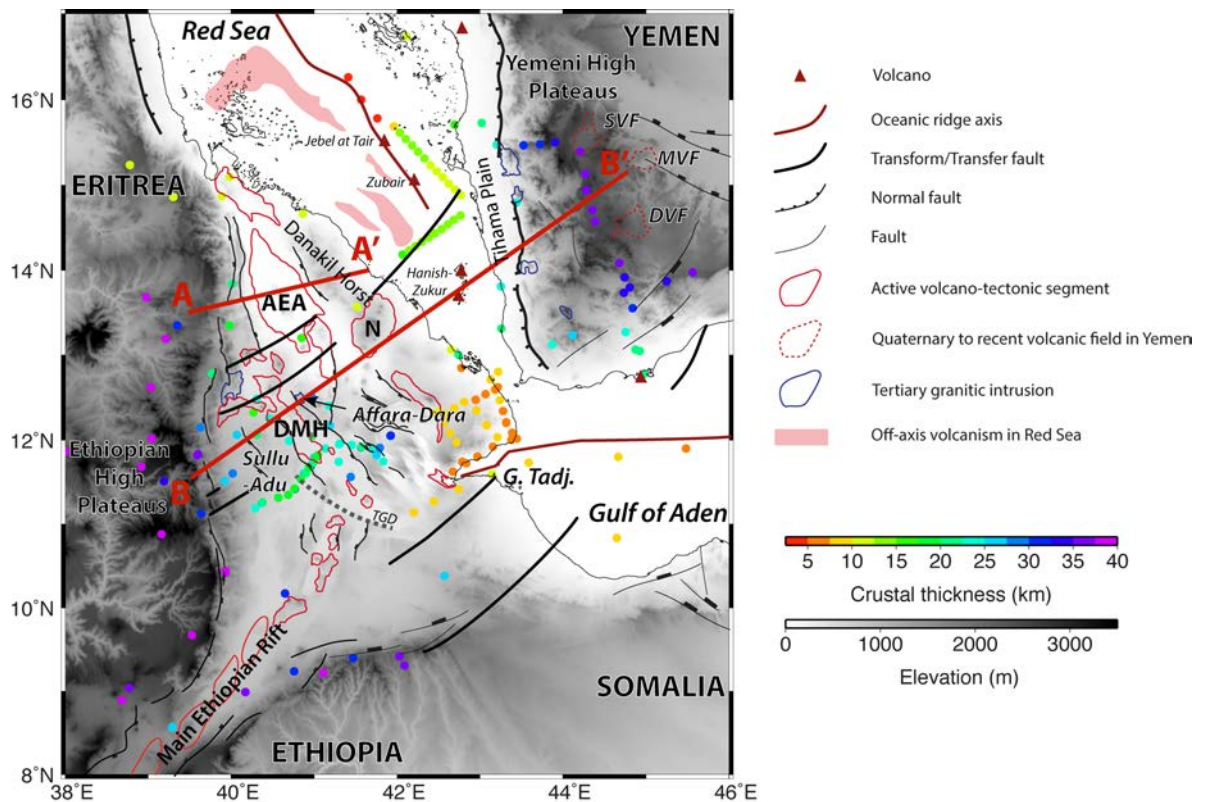 Red Sea
YEMEN
Yemeni High
Plateaus
16°N
SVF
Jebel at Tair
MVF
B'
ERITREA
Zubair
Tihama Plain
DVF
Danakil Horst
A'
14°N
Hanish-
Zukur
A
AEA
N
Affara-Dara
DMH
12°N
Ethiopian
High
Plateaus
Sullu
-Adu
B
G. Tadj.
TGD
Gulf of Aden
10°N
Main Ethiopian Rift
SOMALIA
ETHIOPIA
8°N
38°E
40°E
42°E
44°E
46°E
Volcano
Oceanic ridge axis
Transform/Transfer fault
Normal fault
Fault
Active volcano-tectonic segment
Quaternary to recent volcanic field in Yemen
Tertiary granitic intrusion
Off-axis volcanism in Red Sea
5 10 15 20 25 30 35 40
Crustal thickness (km)
0 1000 2000 3000
Elevation (m)